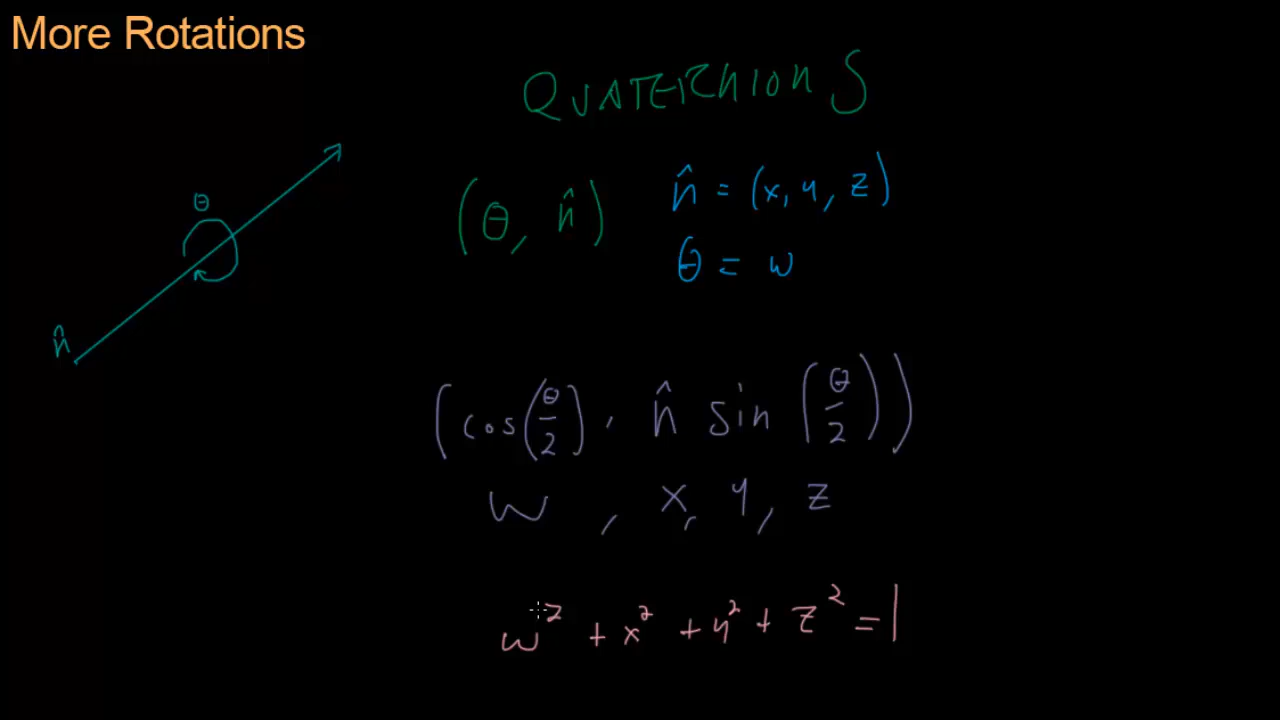 More Rotations
QUATERNIONS
θ
n̂
(θ, n̂)
n̂ = (x, y, z)
θ = w
(cos(θ/2), n̂ sin(θ/2))
w, x, y, z
w² + x² + y² + z² = 1